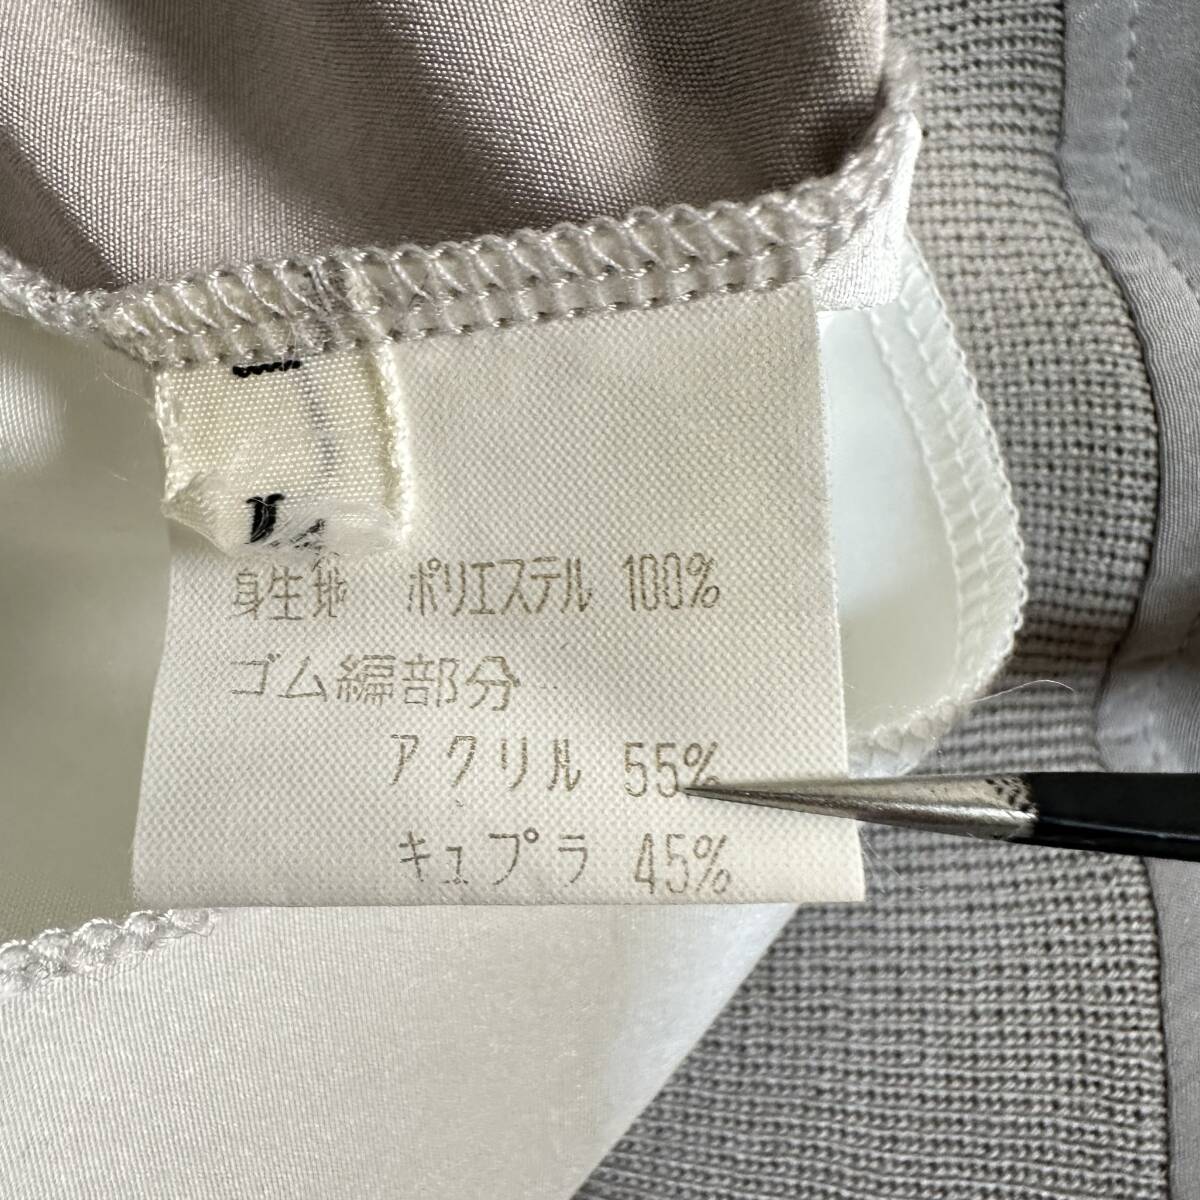 身生地 ポリエステル 100%
ゴム編部分
アクリル 55%
キュプラ 45%